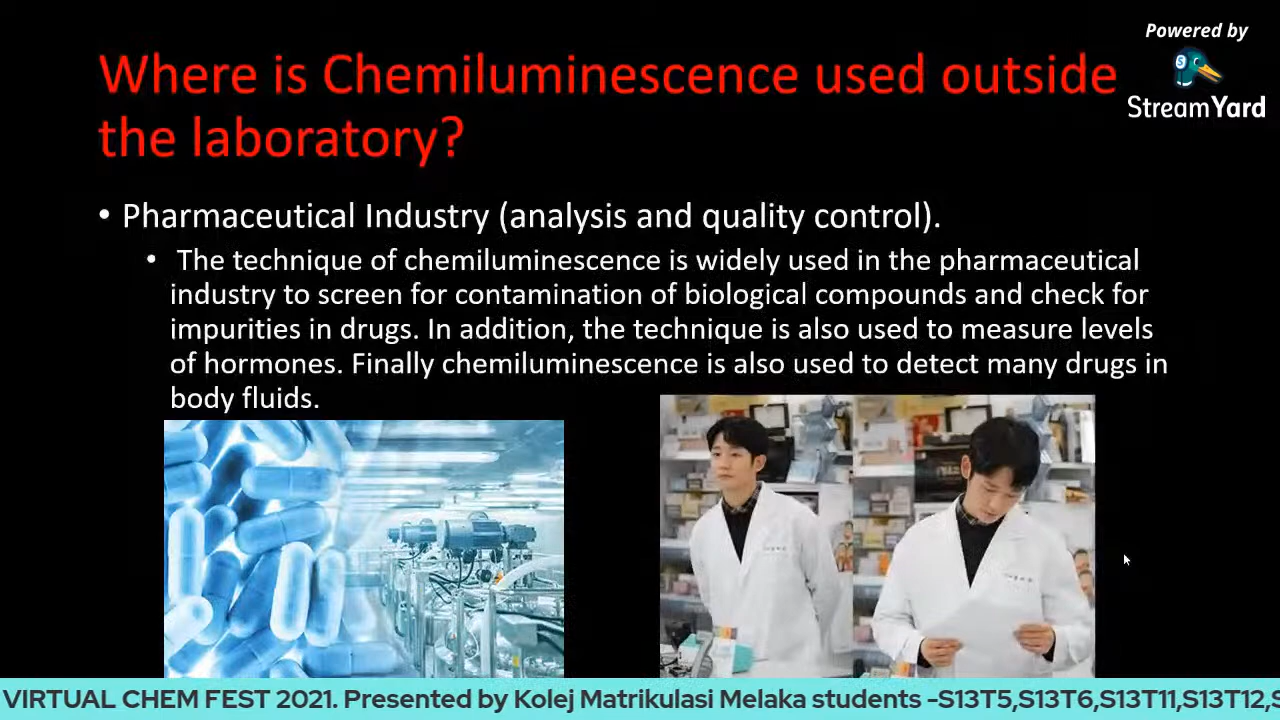 Powered by
StreamYard
Where is Chemiluminescence used outside
the laboratory?
• Pharmaceutical Industry (analysis and quality control).
• The technique of chemiluminescence is widely used in the pharmaceutical
industry to screen for contamination of biological compounds and check for
impurities in drugs. In addition, the technique is also used to measure levels
of hormones. Finally chemiluminescence is also used to detect many drugs in
body fluids.
VIRTUAL CHEM FEST 2021. Presented by Kolej Matrikulasi Melaka students -S13T5,S13T6,S13T11,S13T12,S